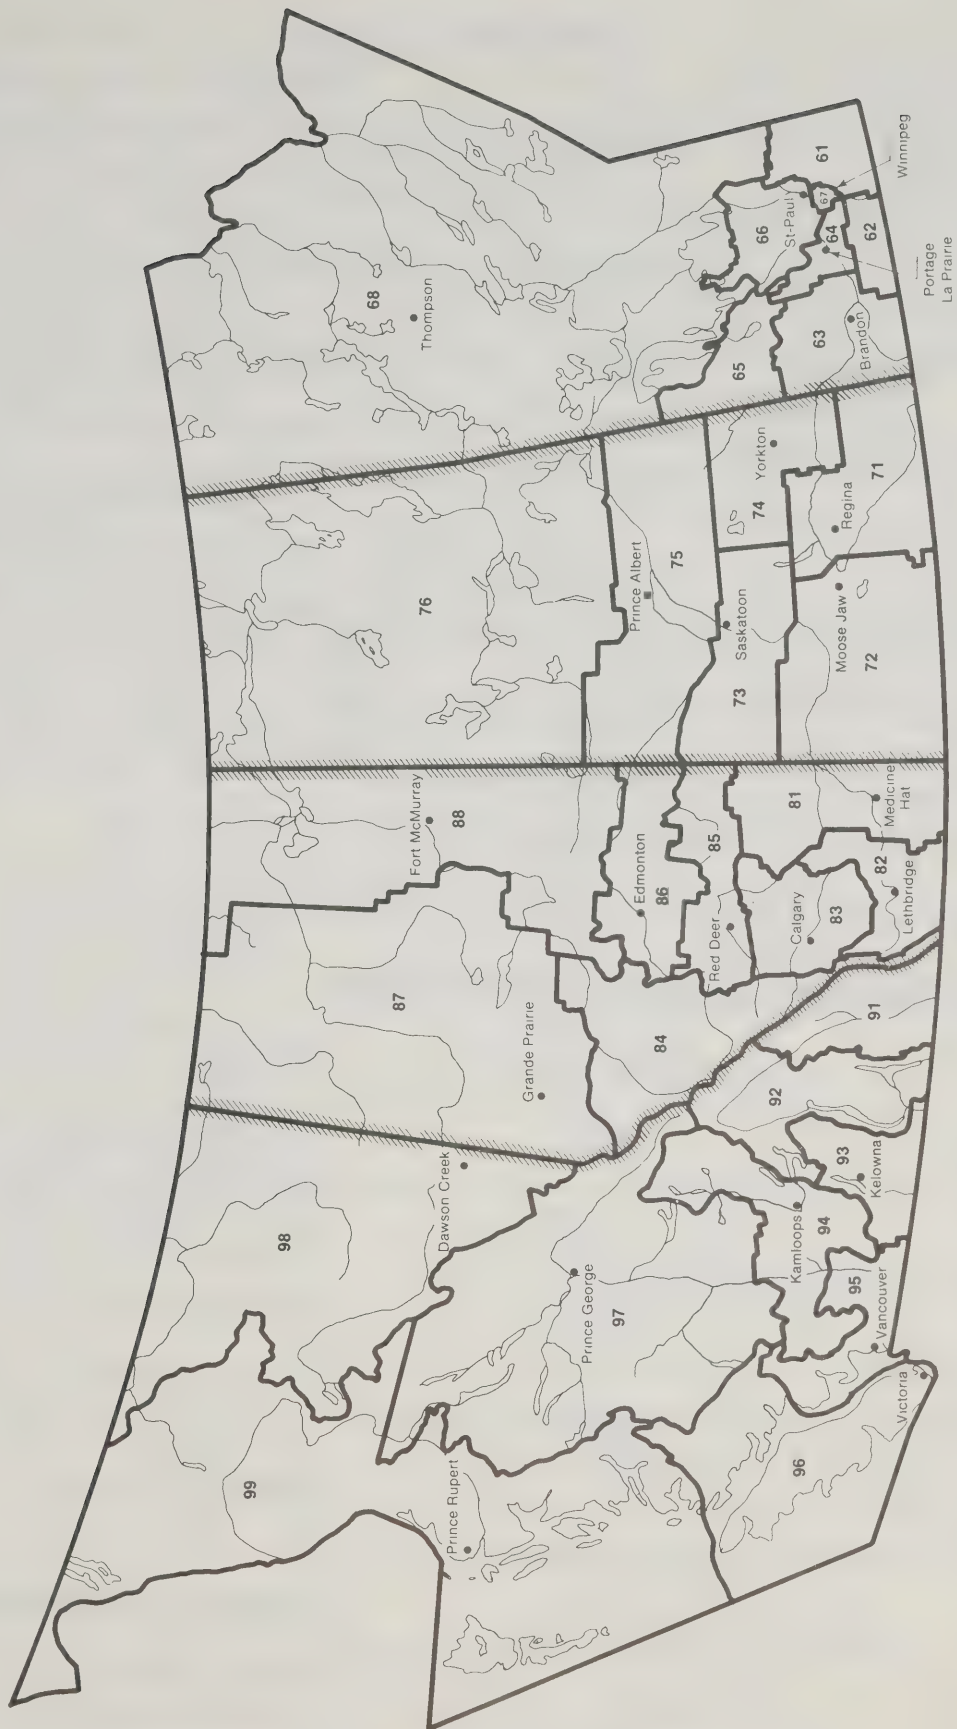 99
98
Prince Rupert
Dawson Creek
Prince George
97
96
Victoria
Vancouver
95
Kamloops
94
93
Kelowna
92
91
87
Grande Prairie
84
Fort McMurray
88
Edmonton
86
Red Deer
85
Calgary
83
82
Lethbridge
81
Medicine
Hat
76
Prince Albert
75
Saskatoon
73
74
Yorkton
Moose Jaw
72
Regina
71
68
Thompson
65
66
63
Brandon
St-Paul
67
64
62
61
Winnipeg
Portage
La Prairie